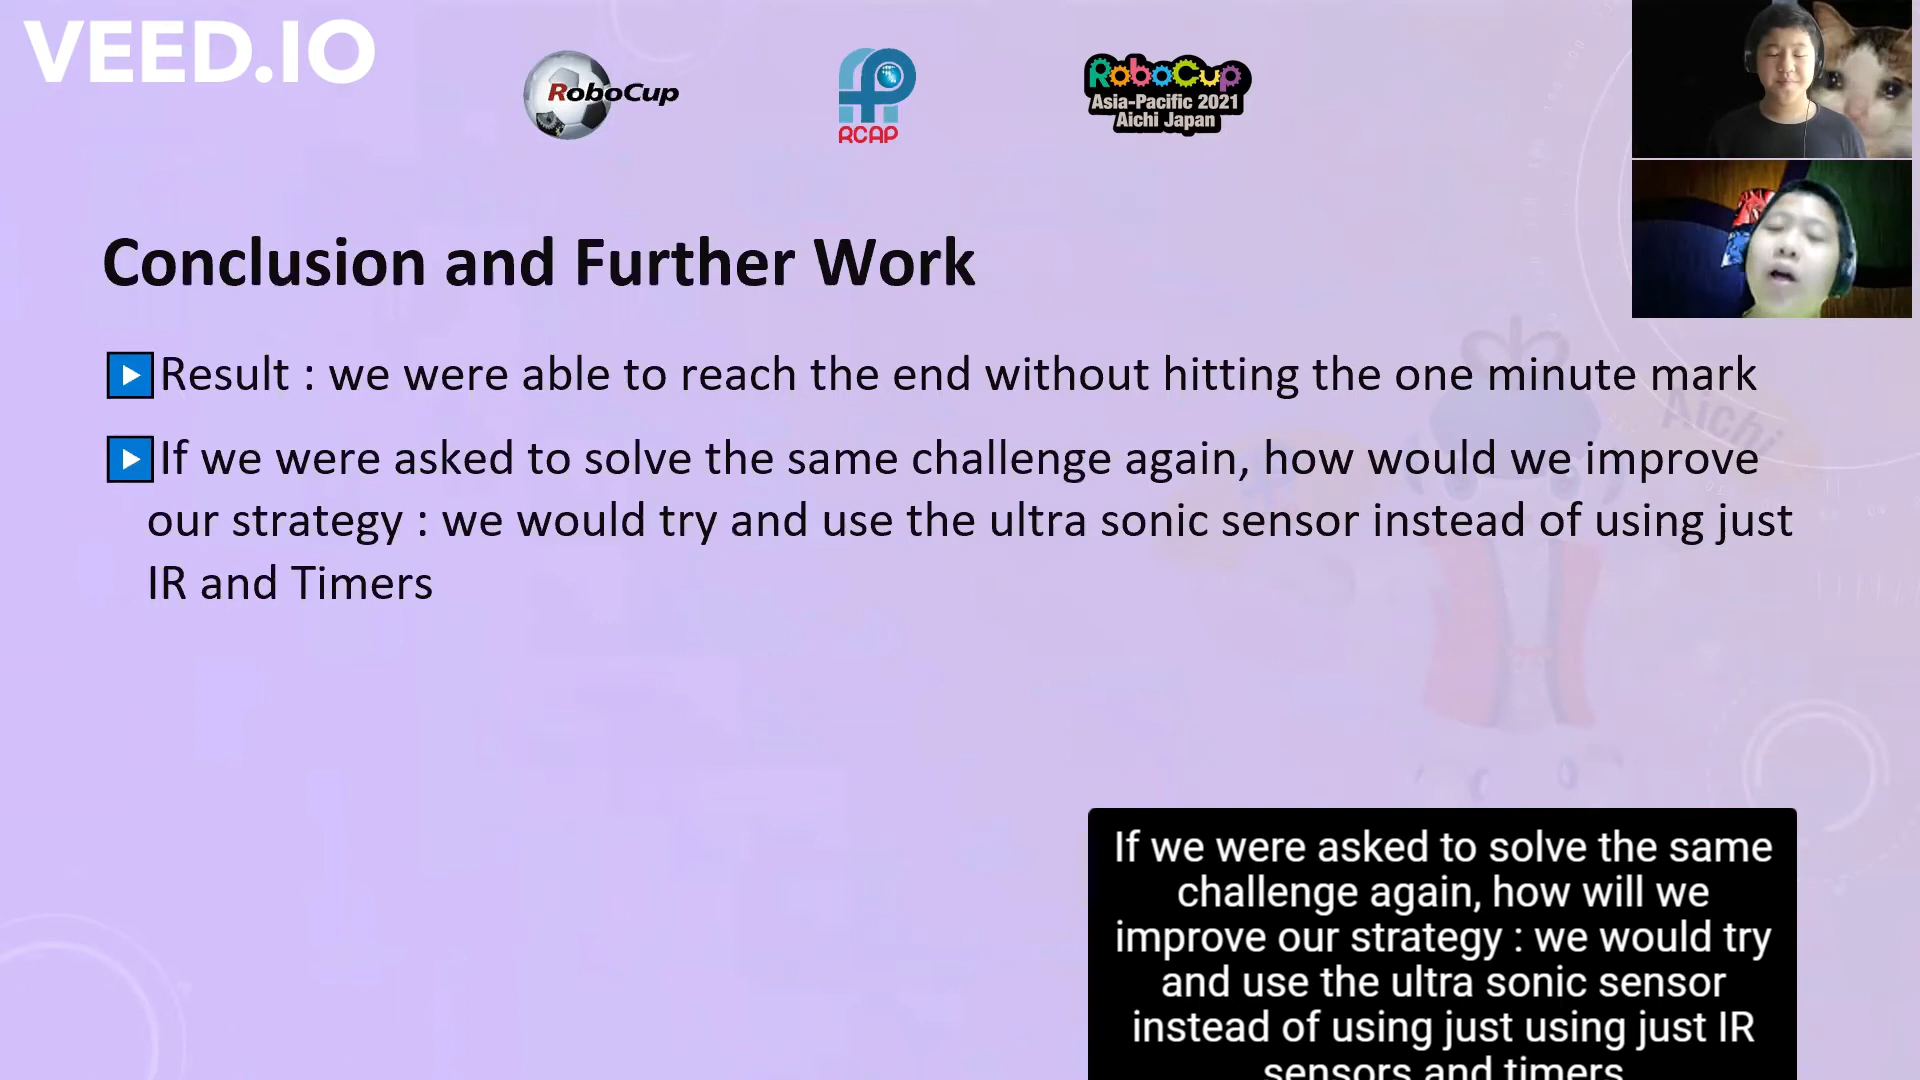 VEED.IO
RoboCup
RCAP
RoboCup
Asia-Pacific 2021
Aichi Japan
Conclusion and Further Work
Result : we were able to reach the end without hitting the one minute mark
If we were asked to solve the same challenge again, how would we improve
our strategy : we would try and use the ultra sonic sensor instead of using just
IR and Timers
Aichi
If we were asked to solve the same
challenge again, how will we
improve our strategy : we would try
and use the ultra sonic sensor
instead of using just using just IR
sensors and timers